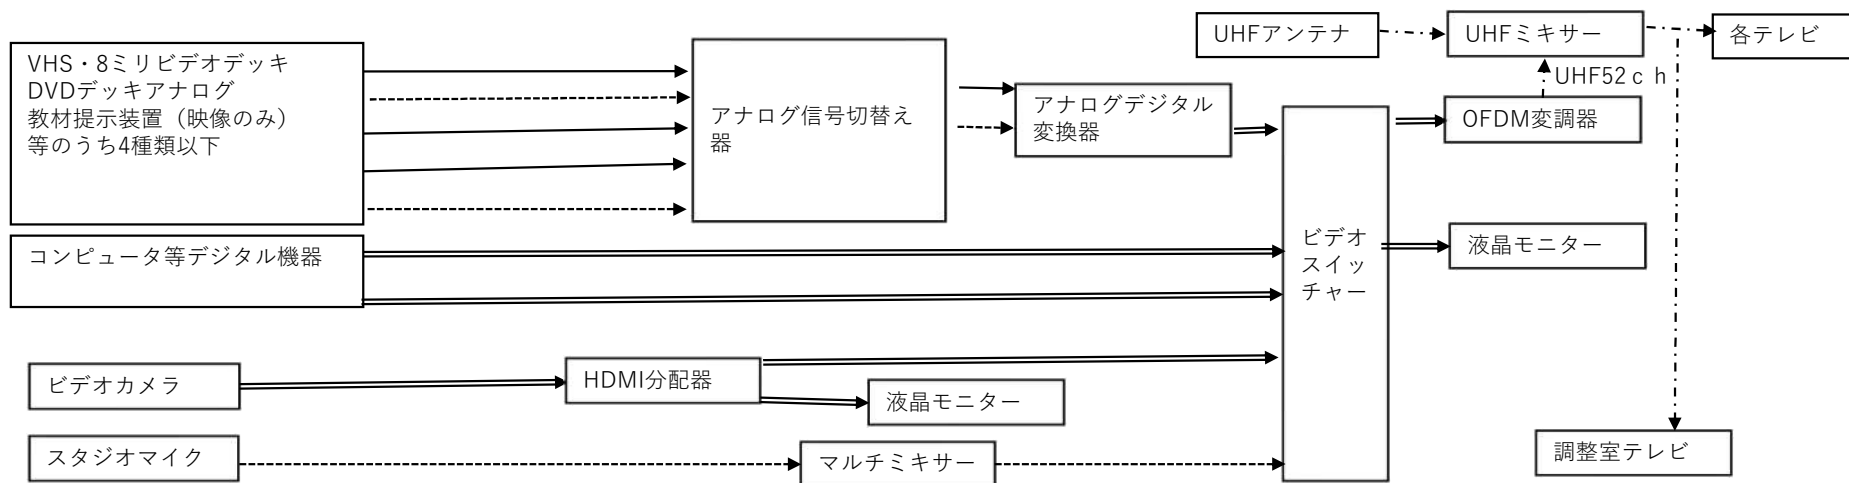 VHS・8ミリビデオデッキ
DVDデッキアナログ
教材提示装置（映像のみ）
等のうち4種類以下
アナログ信号切替え
器
アナログデジタル
変換器
UHFアンテナ
UHFミキサー
各テレビ
UHF52ｃｈ
OFDM変調器
コンピュータ等デジタル機器
ビデオ
スイッ
チャー
液晶モニター
ビデオカメラ
HDMI分配器
液晶モニター
スタジオマイク
マルチミキサー
調整室テレビ